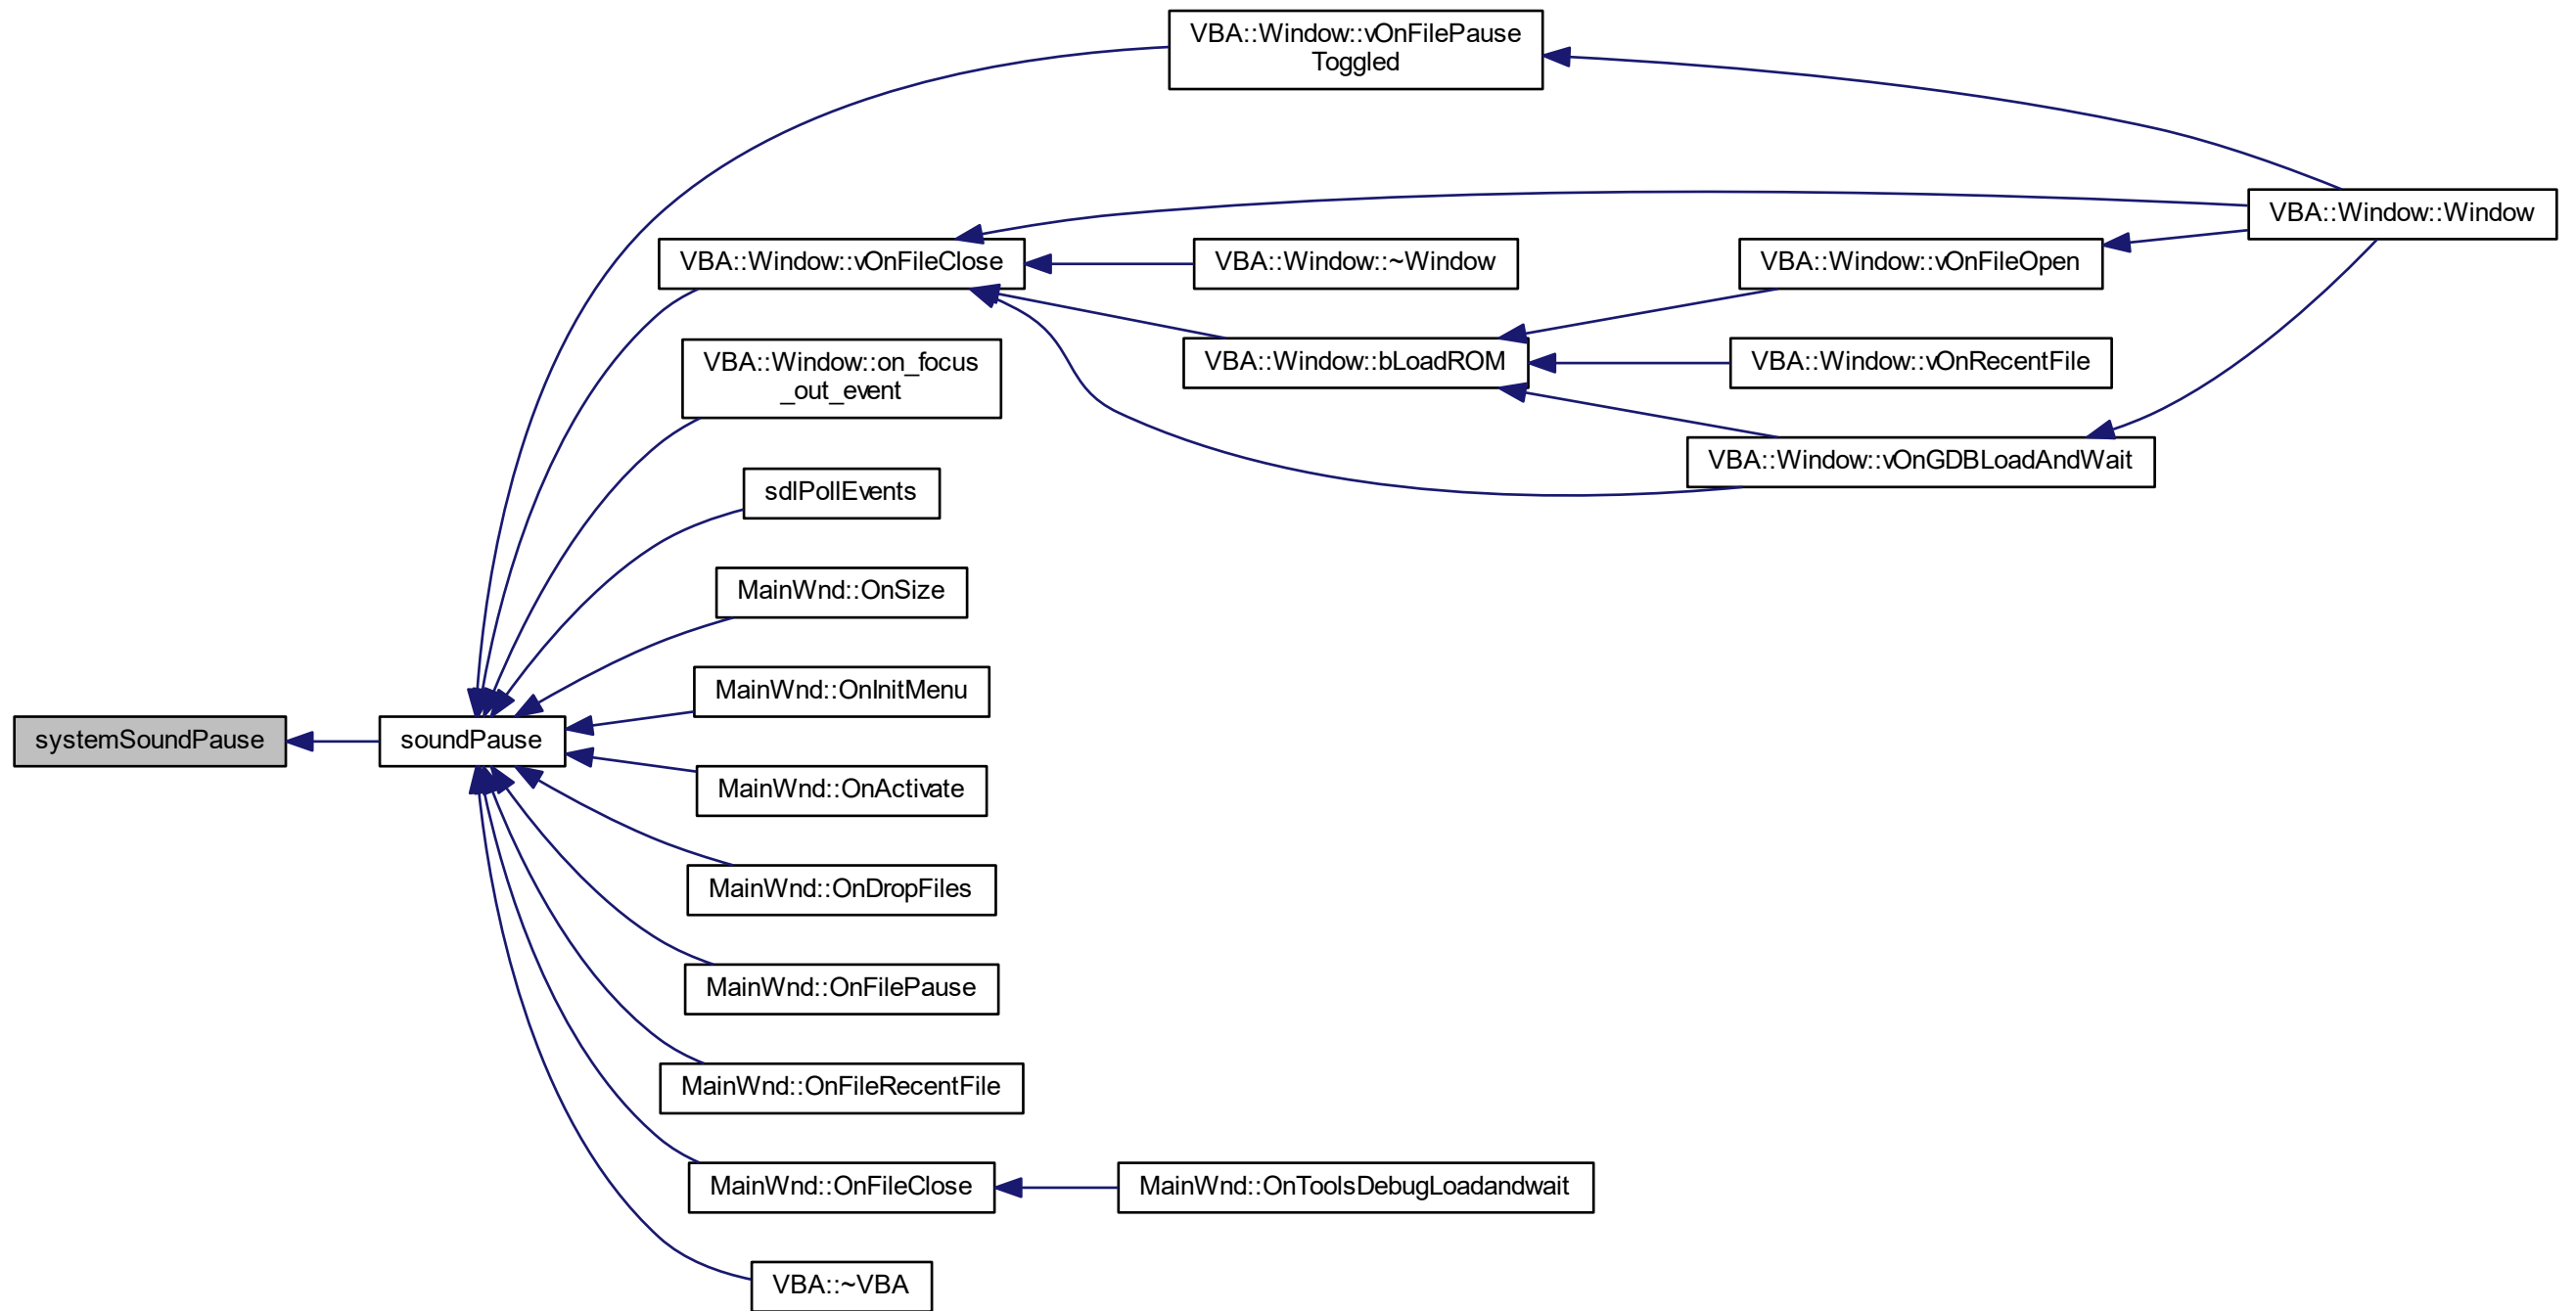 VBA::Window::vOnFilePause
Toggled
VBA::Window::Window
VBA::Window::vOnFileClose
VBA::Window::~Window
VBA::Window::vOnFileOpen
VBA::Window::on_focus
_out_event
VBA::Window::bLoadROM
VBA::Window::vOnRecentFile
VBA::Window::vOnGDBLoadAndWait
sdlPollEvents
MainWnd::OnSize
MainWnd::OnInitMenu
systemSoundPause
soundPause
MainWnd::OnActivate
MainWnd::OnDropFiles
MainWnd::OnFilePause
MainWnd::OnFileRecentFile
MainWnd::OnFileClose
MainWnd::OnToolsDebugLoadandwait
VBA::~VBA